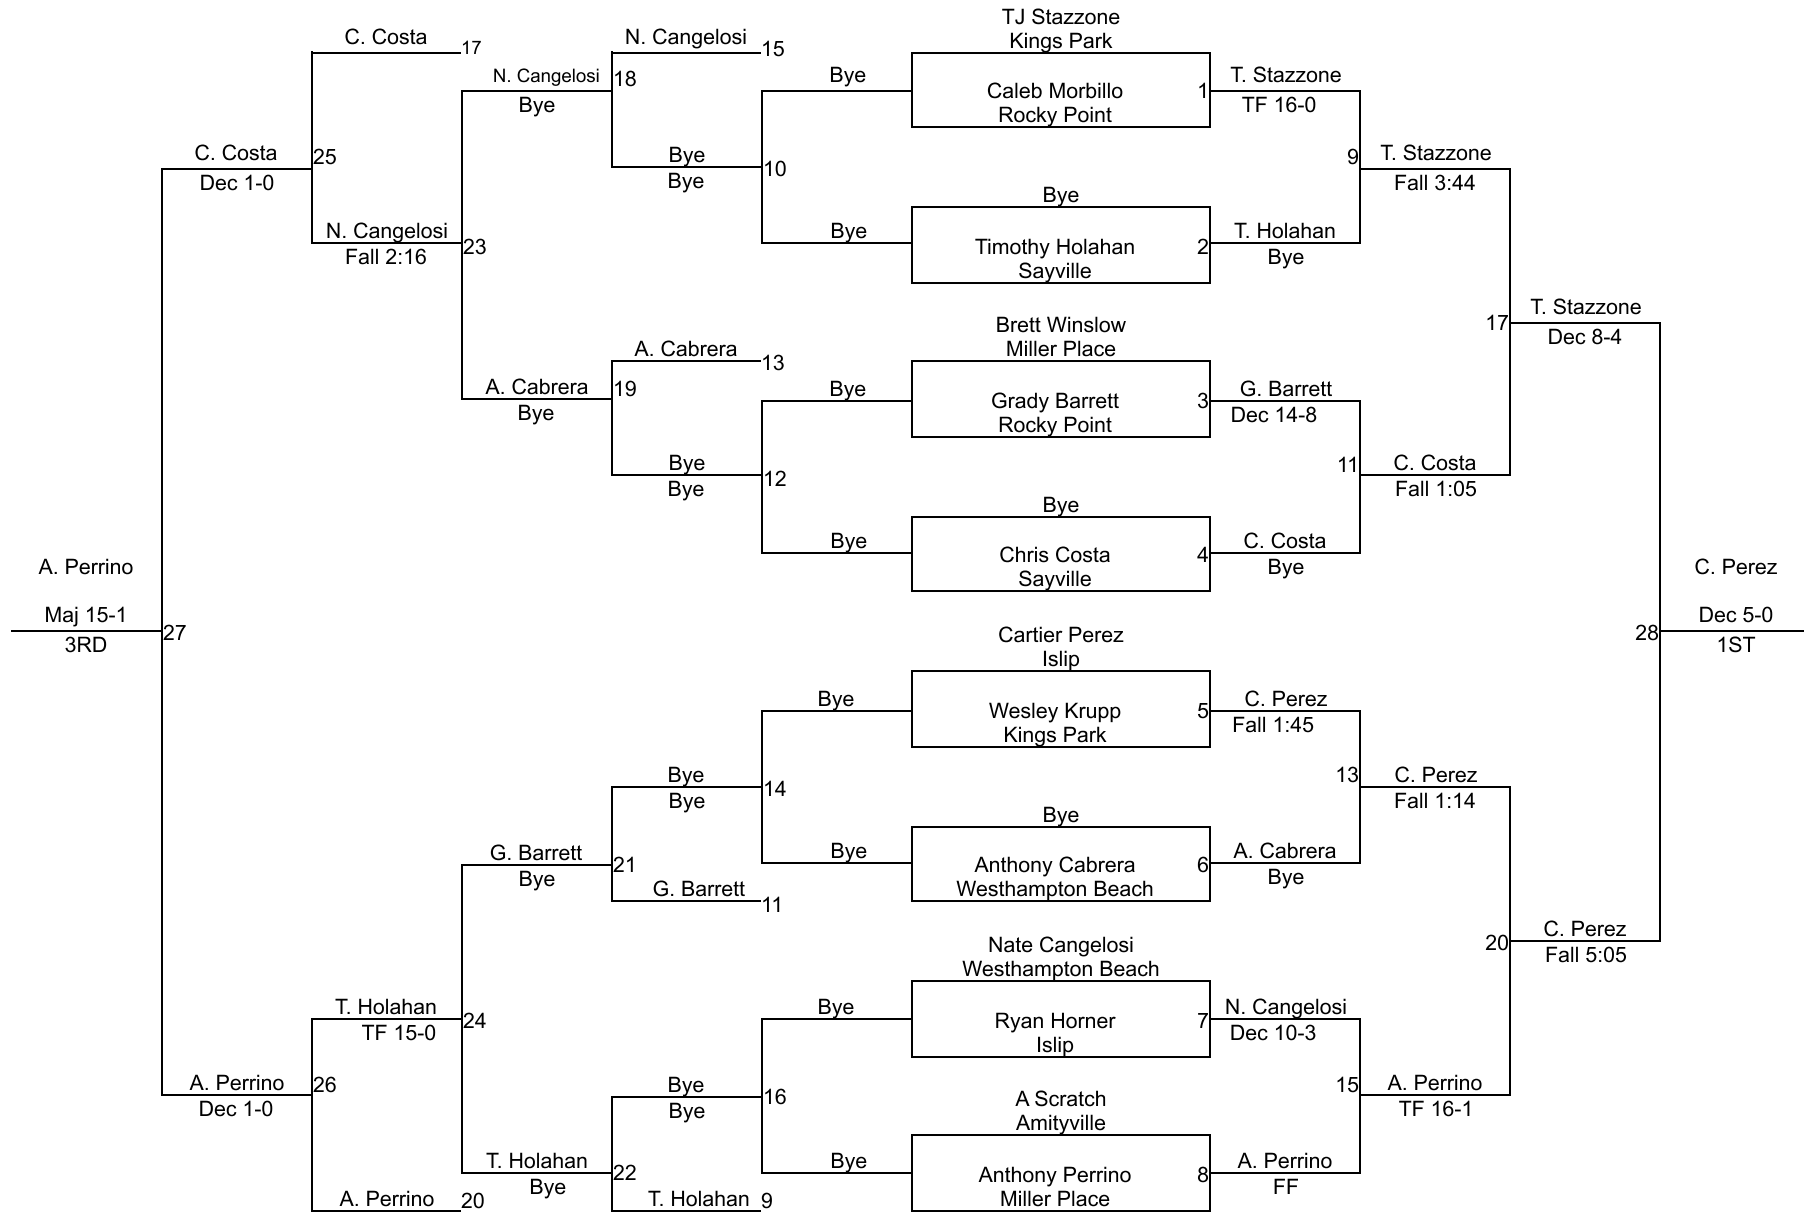 TJ Stazzone
Kings Park
C. Costa
17
N. Cangelosi
15
N. Cangelosi
18
Bye
Bye
Caleb Morbillo
Rocky Point
1
T. Stazzone
TF 16-0
C. Costa
25
Dec 1-0
Bye
Bye
10
9
T. Stazzone
Fall 3:44
Bye
N. Cangelosi
Fall 2:16
23
Bye
Timothy Holahan
Sayville
2
T. Holahan
Bye
17
T. Stazzone
Dec 8-4
Brett Winslow
Miller Place
A. Cabrera
13
A. Cabrera
19
Bye
Bye
Grady Barrett
Rocky Point
3
G. Barrett
Dec 14-8
Bye
Bye
12
11
C. Costa
Fall 1:05
Bye
Bye
Chris Costa
Sayville
4
C. Costa
Bye
A. Perrino
Maj 15-1
3RD
27
C. Perez
Dec 5-0
1ST
28
Cartier Perez
Islip
Bye
Wesley Krupp
Kings Park
5
C. Perez
Fall 1:45
Bye
Bye
14
13
C. Perez
Fall 1:14
Bye
G. Barrett
Bye
21
G. Barrett
11
Bye
Anthony Cabrera
Westhampton Beach
6
A. Cabrera
Bye
20
C. Perez
Fall 5:05
Nate Cangelosi
Westhampton Beach
T. Holahan
TF 15-0
24
Bye
Ryan Horner
Islip
7
N. Cangelosi
Dec 10-3
A. Perrino
Dec 1-0
26
Bye
Bye
16
A Scratch
Amityville
15
A. Perrino
TF 16-1
T. Holahan
Bye
22
Bye
Anthony Perrino
Miller Place
8
A. Perrino
FF
A. Perrino
20
T. Holahan
9